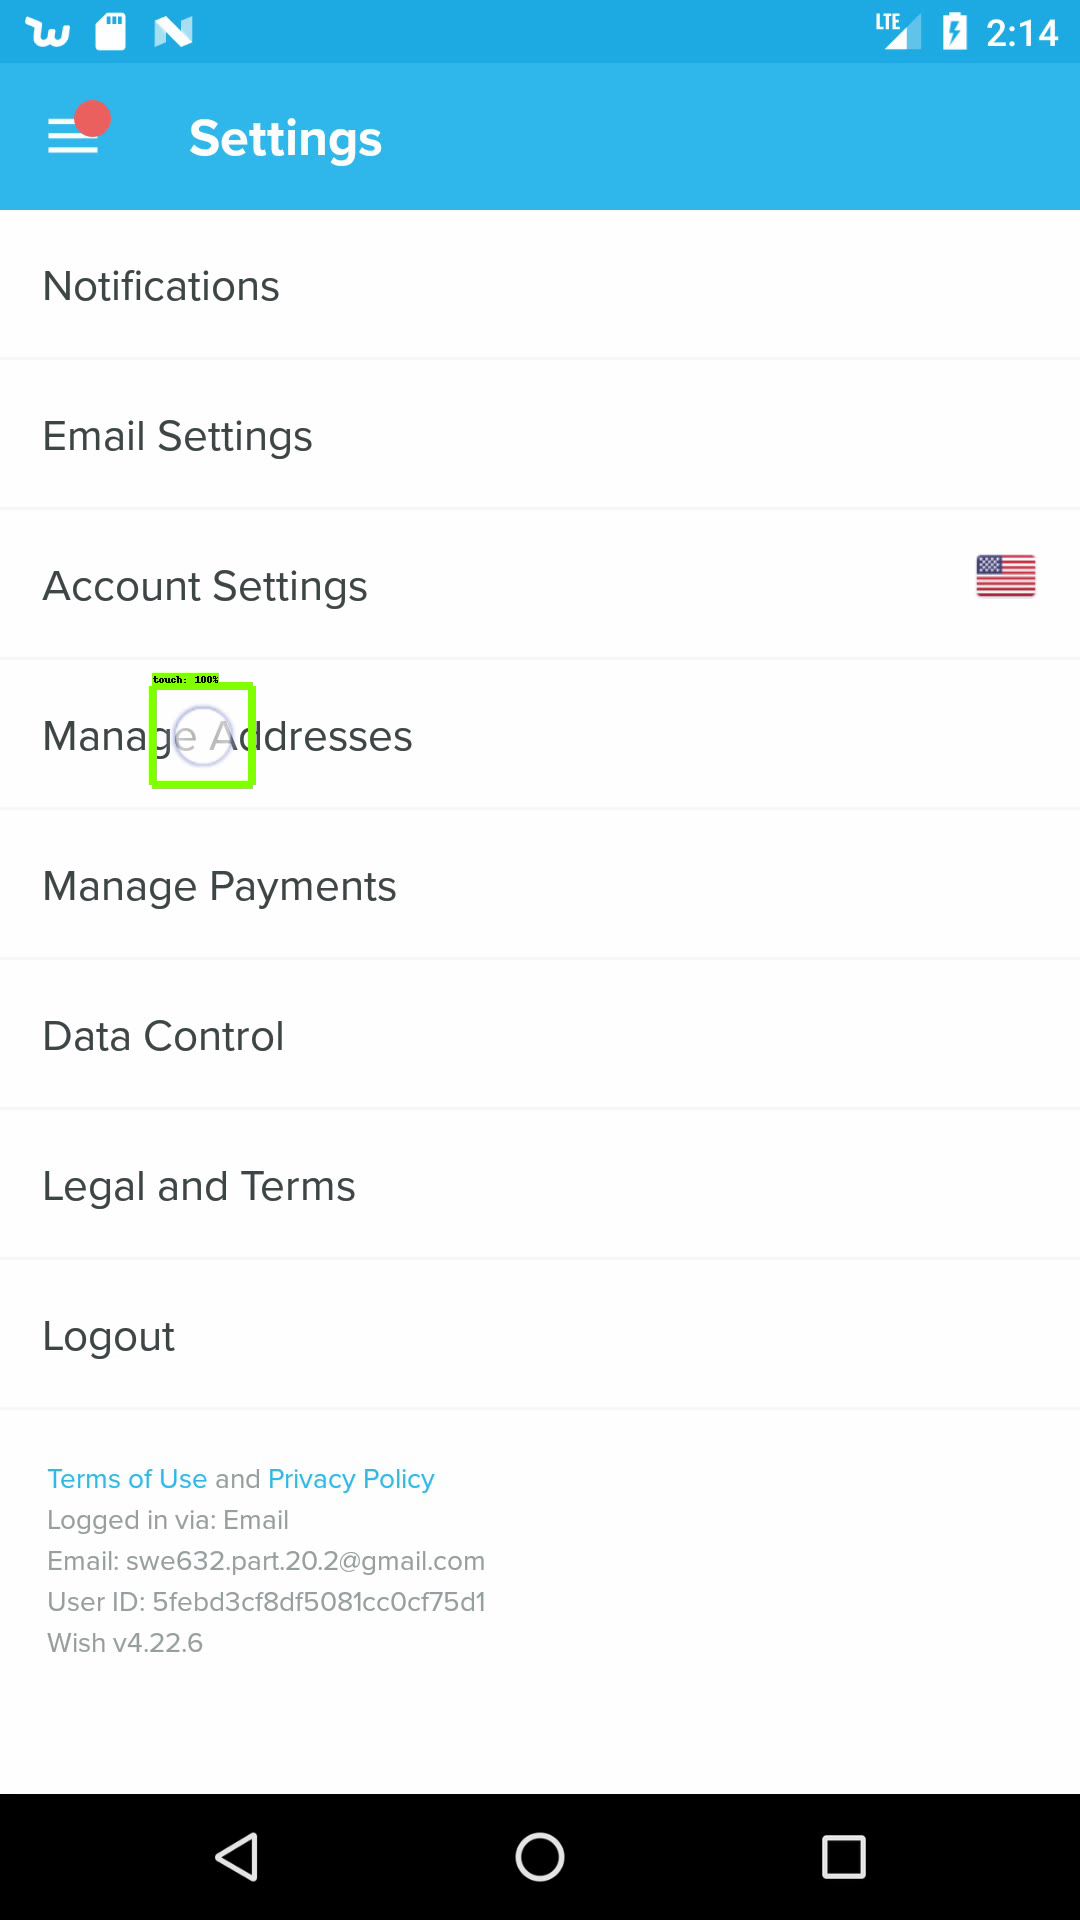 LTE 2:14
Settings
Notifications
Email Settings
Account Settings
touch: 100%
Manage Addresses
Manage Payments
Data Control
Legal and Terms
Logout
Terms of Use and Privacy Policy
Logged in via: Email
Email: swe632.part.20.2@gmail.com
User ID: 5febd3cf8df5081cc0cf75d1
Wish v4.22.6